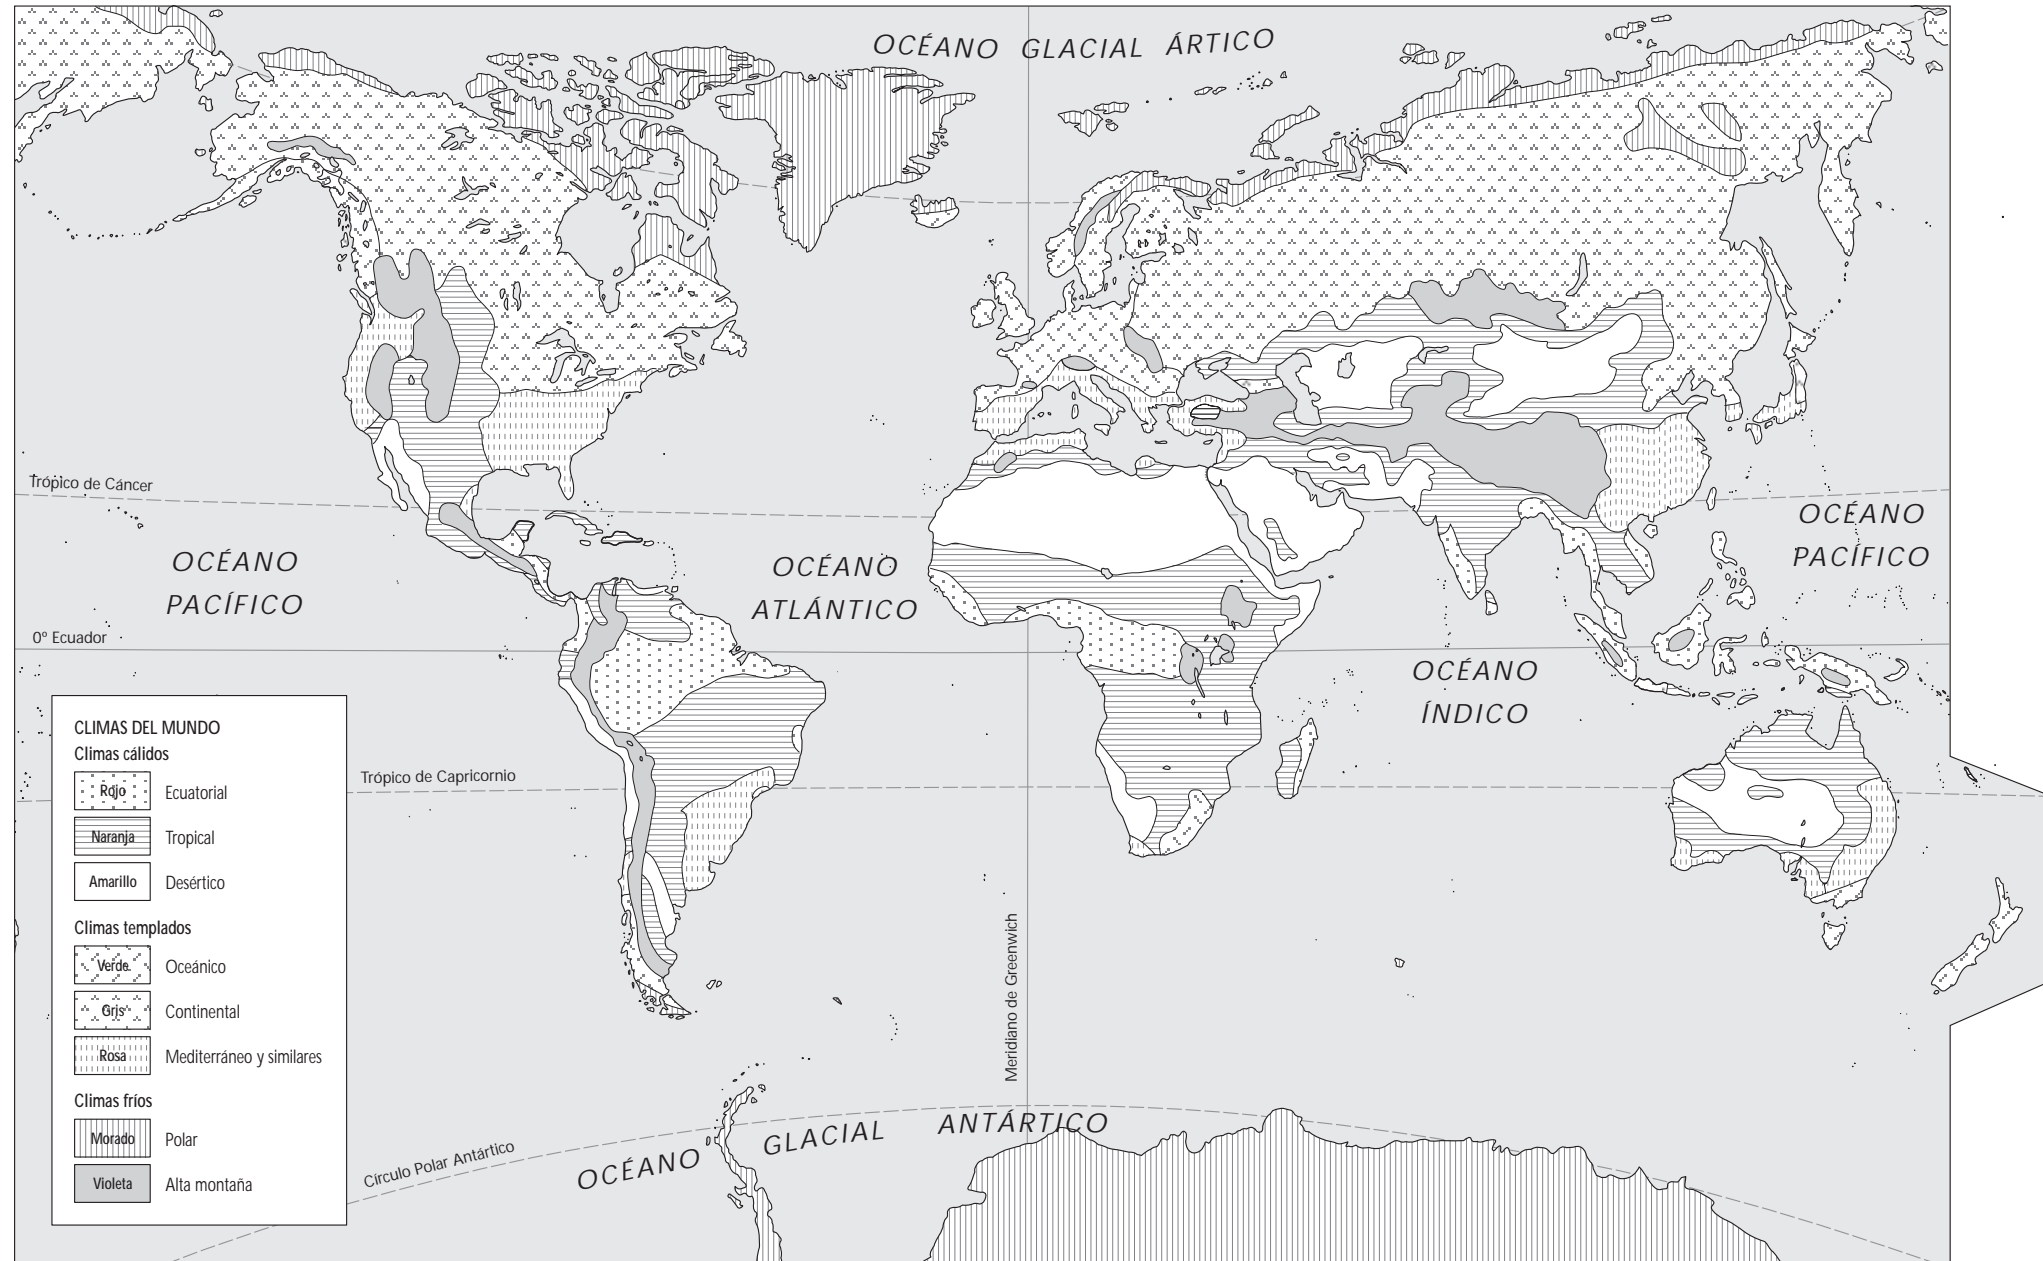 OCÉANO GLACIAL ÁRTICO
Trópico de Cáncer
OCÉANO
PACÍFICO
OCÉANO
ATLÁNTICO
OCÉANO
PACÍFICO
0º Ecuador
OCÉANO
ÍNDICO
Trópico de Capricornio
CLIMAS DEL MUNDO
Climas cálidos
Rojo Ecuatorial
Naranja Tropical
Amarillo Desértico
Climas templados
Verde Oceánico
Gris Continental
Rosa Mediterráneo y similares
Climas fríos
Morado Polar
Violeta Alta montaña
Meridiano de Greenwich
Círculo Polar Antártico
OCÉANO GLACIAL ANTÁRTICO